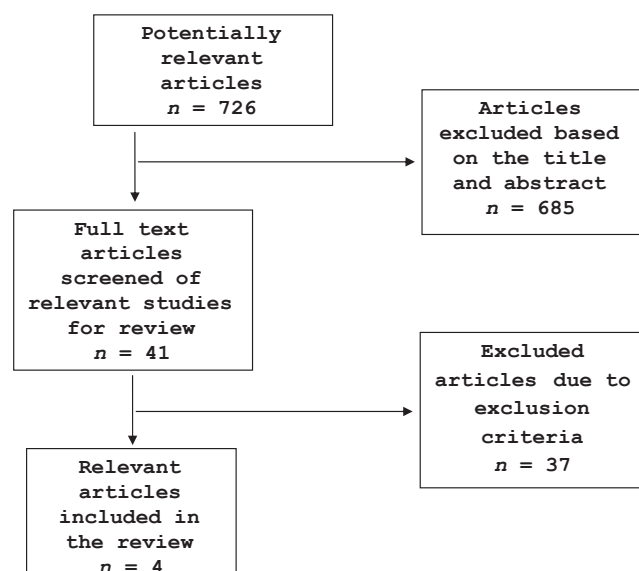 Potentially
relevant
articles
n = 726
Articles
excluded based
on the title
and abstract
n = 685
Full text
articles
screened of
relevant studies
for review
n = 41
Excluded
articles due to
exclusion
criteria
n = 37
Relevant
articles
included in
the review
n = 4